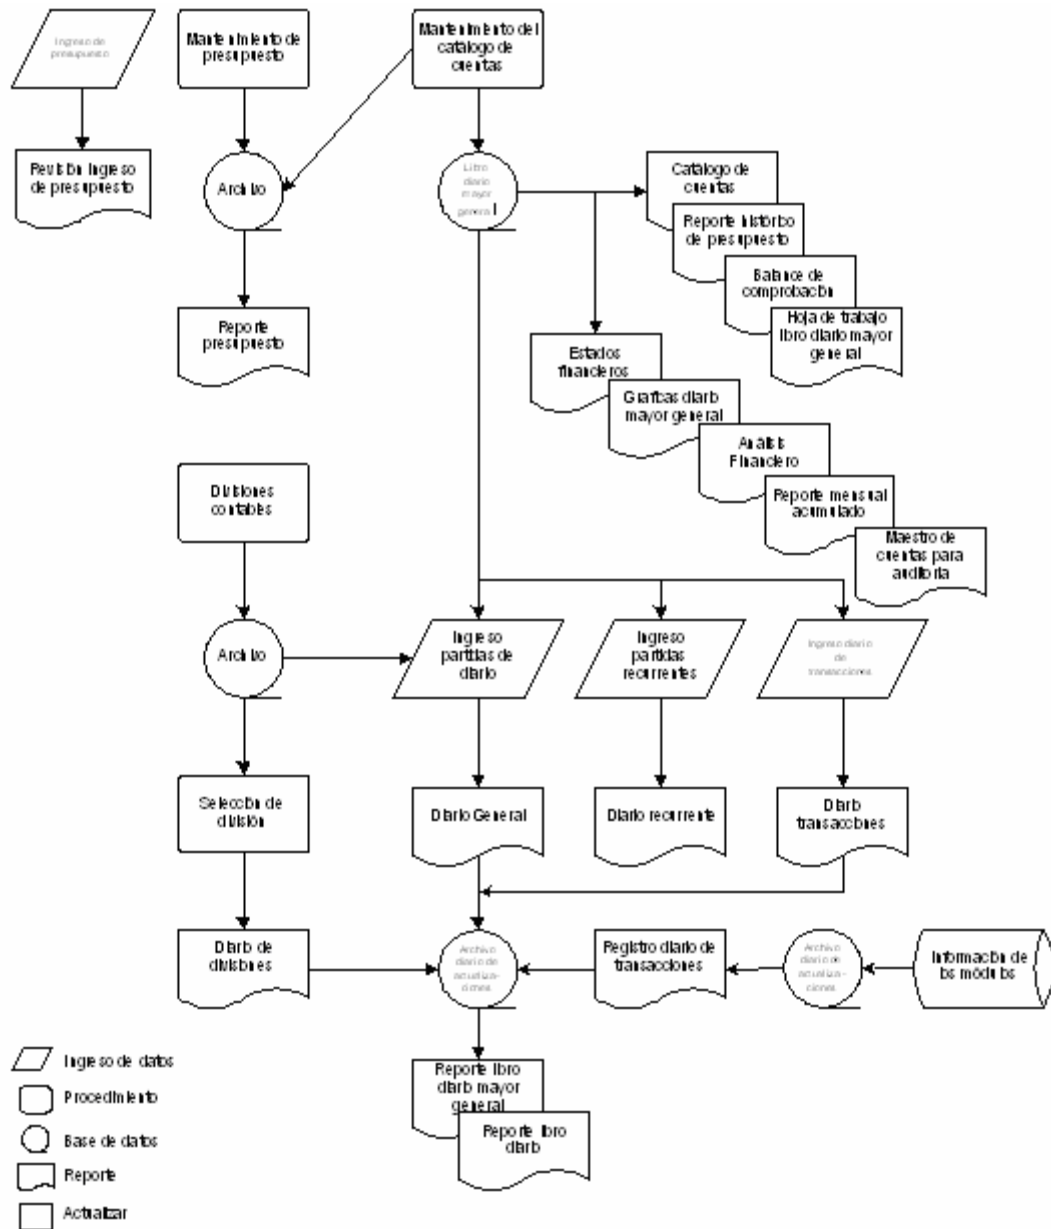 Ingreso de
presupuesto
Mantenimiento de
presupuesto
Mantenimiento del
catálogo de
cuentas
Revisión Ingreso
de presupuesto
Archivo
Libro
diario
mayor
general
Catálogo de
cuentas
Reporte histórico
de presupuesto
Balance de
comprobación
Hoja de trabajo
libro diario mayor
general
Reporte
presupuesto
Estados
financieros
Graficas diario
mayor general
Análisis
Financiero
Reporte mensual
acumulado
Maestro de
cuentas para
auditoria
Divisiones
contables
Archivo
Ingreso
partidas de
diario
Ingreso
partidas
recurrentes
Ingreso diario
de
transacciones
Selección de
división
Diario General
Diario recurrente
Diario
transacciones
Diario de
divisiones
Archivo
diario de
actualiza-
ciones
Registro diario de
transacciones
Archivo
diario de
actualiza-
ciones
Información de
los módulos
Reporte libro
diario mayor
general
Reporte libro
diario
Ingreso de datos
Procedimiento
Base de datos
Reporte
Actualizar